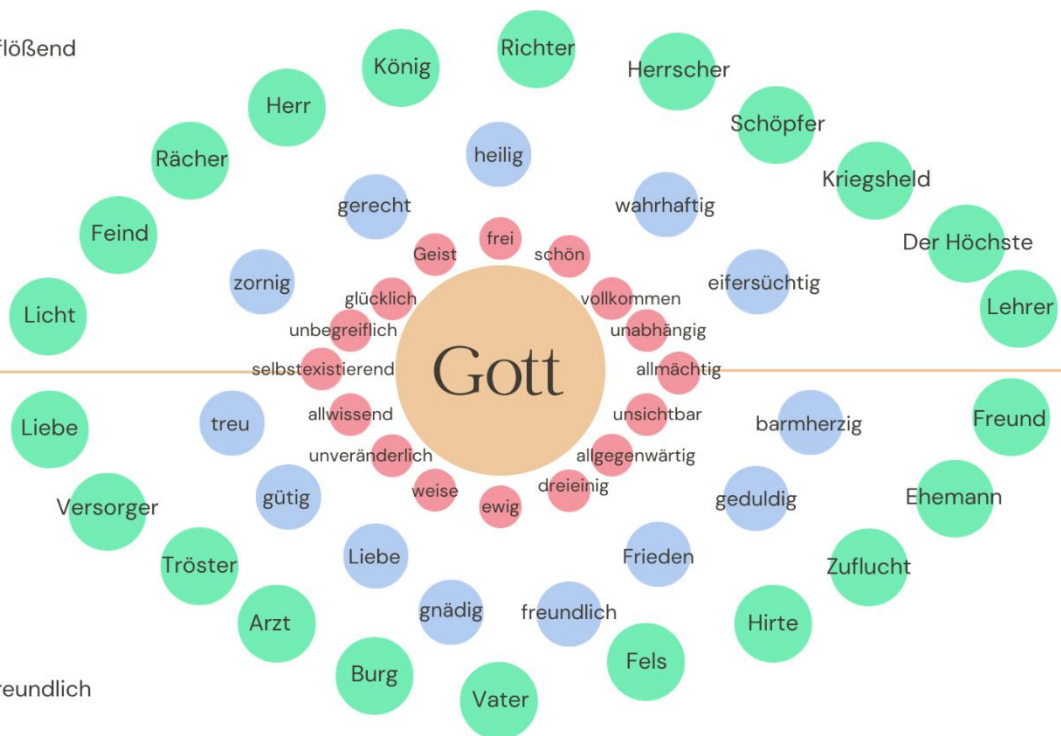 flößend
Richter
König
Herrscher
Herr
Schöpfer
Rächer
heilig
Kriegsheld
gerecht
wahrhaftig
Feind
frei
Der Höchste
Geist
schön
zornig
eifersüchtig
glücklich
vollkommen
Lehrer
Licht
unbegreiflich
unabhängig
selbstexistierend
Gott
allmächtig
allwissend
unsichtbar
Liebe
treu
barmherzig
Freund
unveränderlich
allgegenwärtig
weise
dreieinig
gütig
geduldig
Ehemann
Versorger
ewig
Liebe
Frieden
Tröster
Zuflucht
gnädig
freundlich
Arzt
Hirte
Fels
Burg
reundlich
Vater